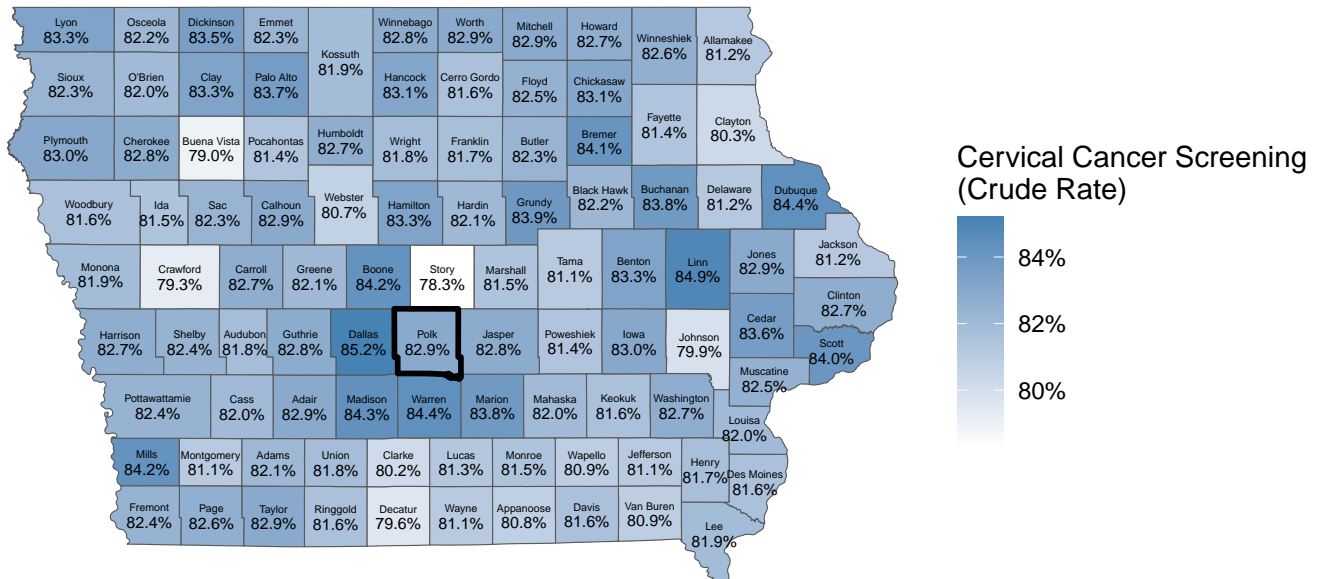 Lyon
83.3%
Osceola
82.2%
Dickinson
83.5%
Emmet
82.3%
Kossuth
81.9%
Winnebago
82.8%
Worth
82.9%
Mitchell
82.9%
Howard
82.7%
Winneshiek
82.6%
Allamakee
81.2%
Sioux
82.3%
O'Brien
82.0%
Clay
83.3%
Palo Alto
83.7%
Hancock
83.1%
Cerro Gordo
81.6%
Floyd
82.5%
Chickasaw
83.1%
Fayette
81.4%
Clayton
80.3%
Plymouth
83.0%
Cherokee
82.8%
Buena Vista
79.0%
Pocahontas
81.4%
Humboldt
82.7%
Wright
81.8%
Franklin
81.7%
Butler
82.3%
Bremer
84.1%
Woodbury
81.6%
Ida
81.5%
Sac
82.3%
Calhoun
82.9%
Webster
80.7%
Hamilton
83.3%
Hardin
82.1%
Grundy
83.9%
Black Hawk
82.2%
Buchanan
83.8%
Delaware
81.2%
Dubuque
84.4%
Monona
81.9%
Crawford
79.3%
Carroll
82.7%
Greene
82.1%
Boone
84.2%
Story
78.3%
Marshall
81.5%
Tama
81.1%
Benton
83.3%
Linn
84.9%
Jones
82.9%
Jackson
81.2%
Clinton
82.7%
Harrison
82.7%
Shelby
82.4%
Audubon
81.8%
Guthrie
82.8%
Dallas
85.2%
Polk
82.9%
Jasper
82.8%
Poweshiek
81.4%
Iowa
83.0%
Johnson
79.9%
Cedar
83.6%
Scott
84.0%
Muscatine
82.5%
Pottawattamie
82.4%
Cass
82.0%
Adair
82.9%
Madison
84.3%
Warren
84.4%
Marion
83.8%
Mahaska
82.0%
Keokuk
81.6%
Washington
82.7%
Louisa
82.0%
Mills
84.2%
Montgomery
81.1%
Adams
82.1%
Union
81.8%
Clarke
80.2%
Lucas
81.3%
Monroe
81.5%
Wapello
80.9%
Jefferson
81.1%
Henry
81.7%
Des Moines
81.6%
Fremont
82.4%
Page
82.6%
Taylor
82.9%
Ringgold
81.6%
Decatur
79.6%
Wayne
81.1%
Appanoose
80.8%
Davis
81.6%
Van Buren
80.9%
Lee
81.9%
Cervical Cancer Screening
(Crude Rate)
84%
82%
80%